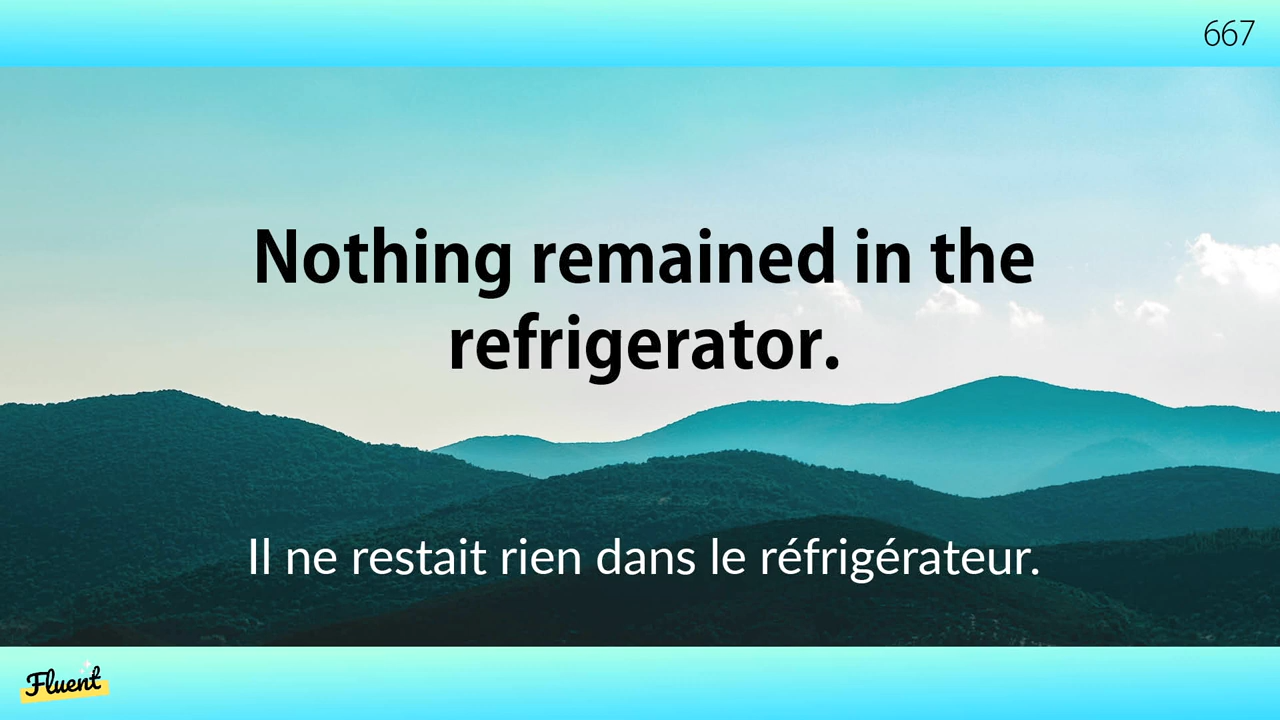 667
Nothing remained in the
refrigerator.
Il ne restait rien dans le réfrigérateur.
Fluent